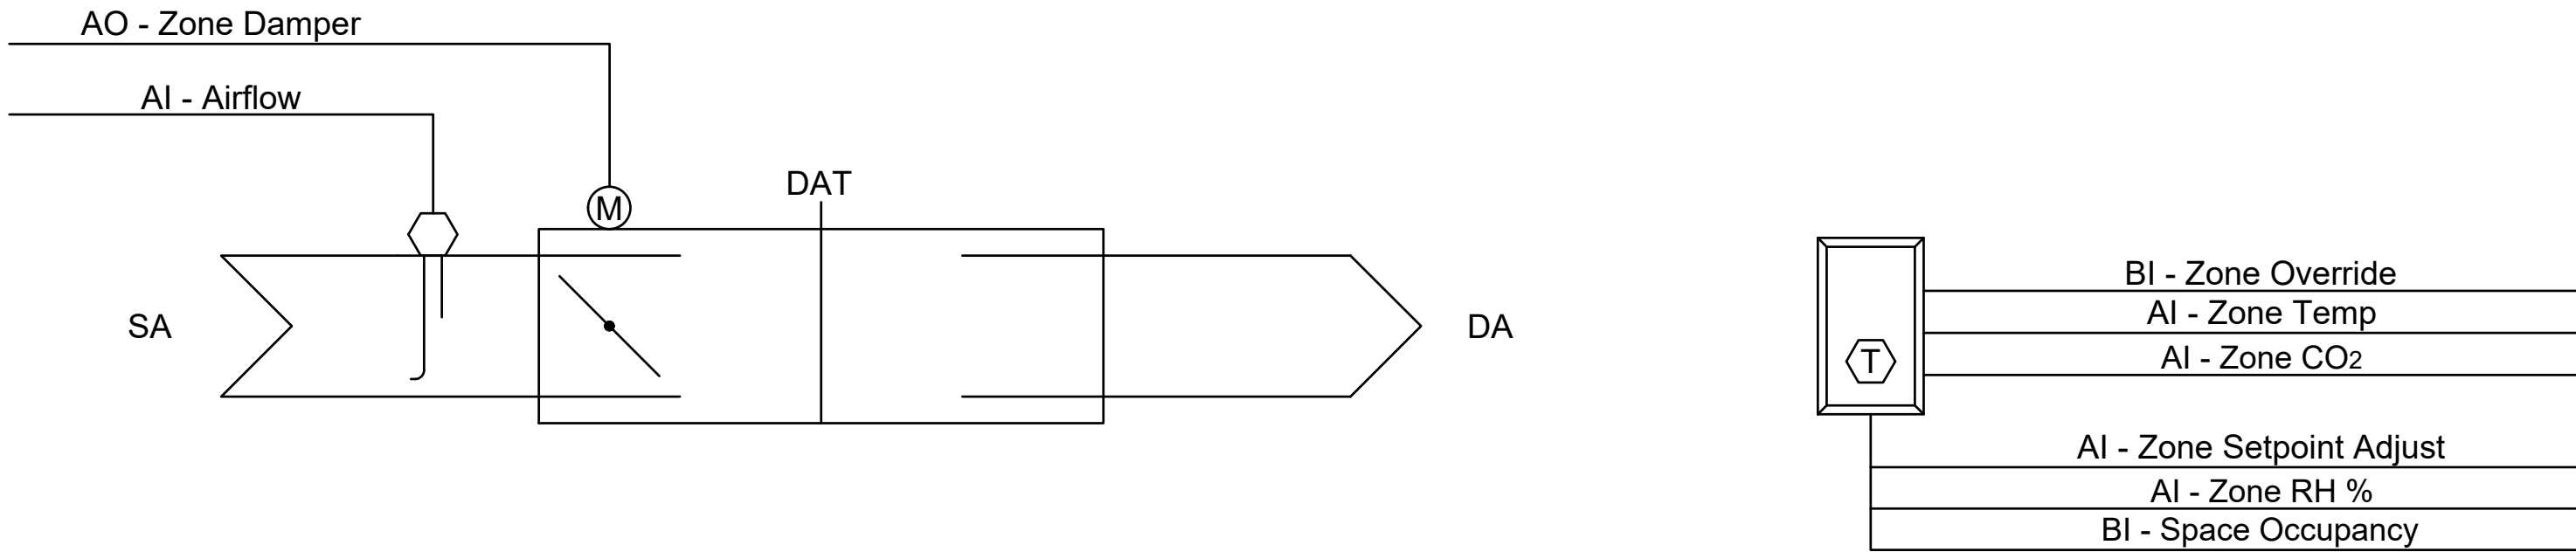 AO - Zone Damper
AI - Airflow
DAT
M
SA
DA
BI - Zone Override
AI - Zone Temp
AI - Zone CO2
T
AI - Zone Setpoint Adjust
AI - Zone RH %
BI - Space Occupancy